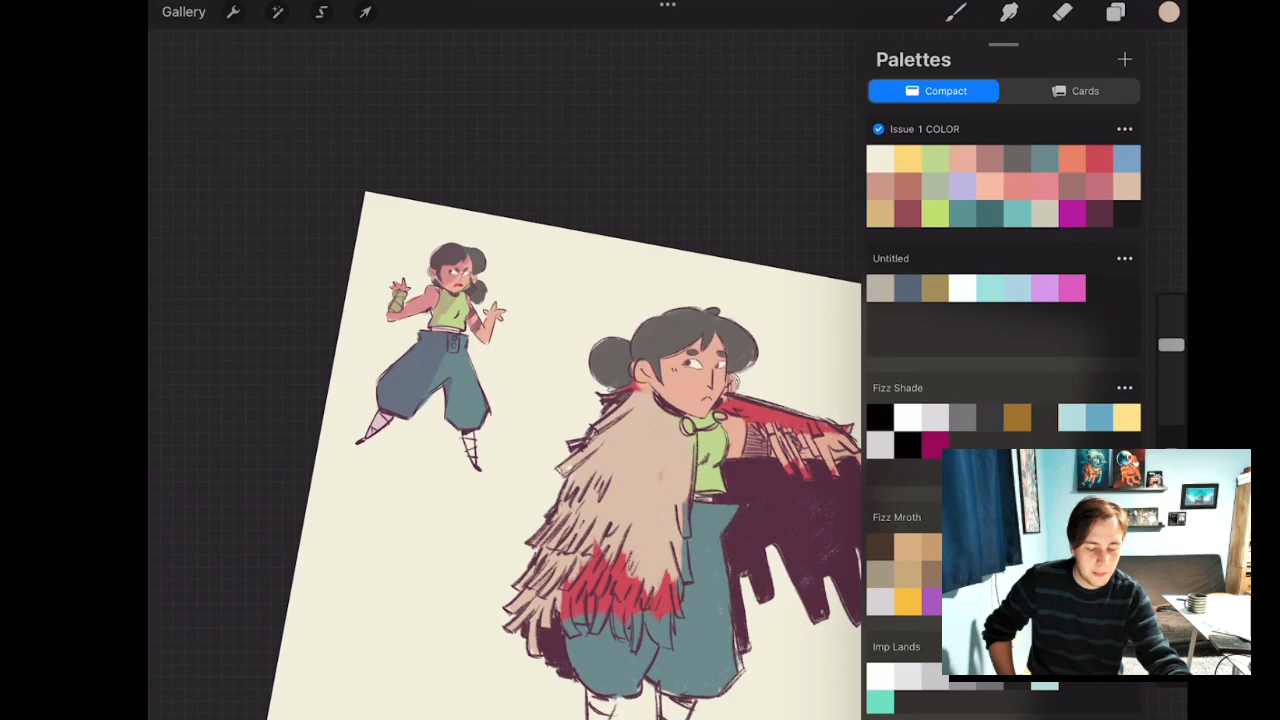 Gallery
Palettes
Compact
Cards
Issue 1 COLOR
Untitled
Fizz Shade
Fizz Mroth
Imp Lands